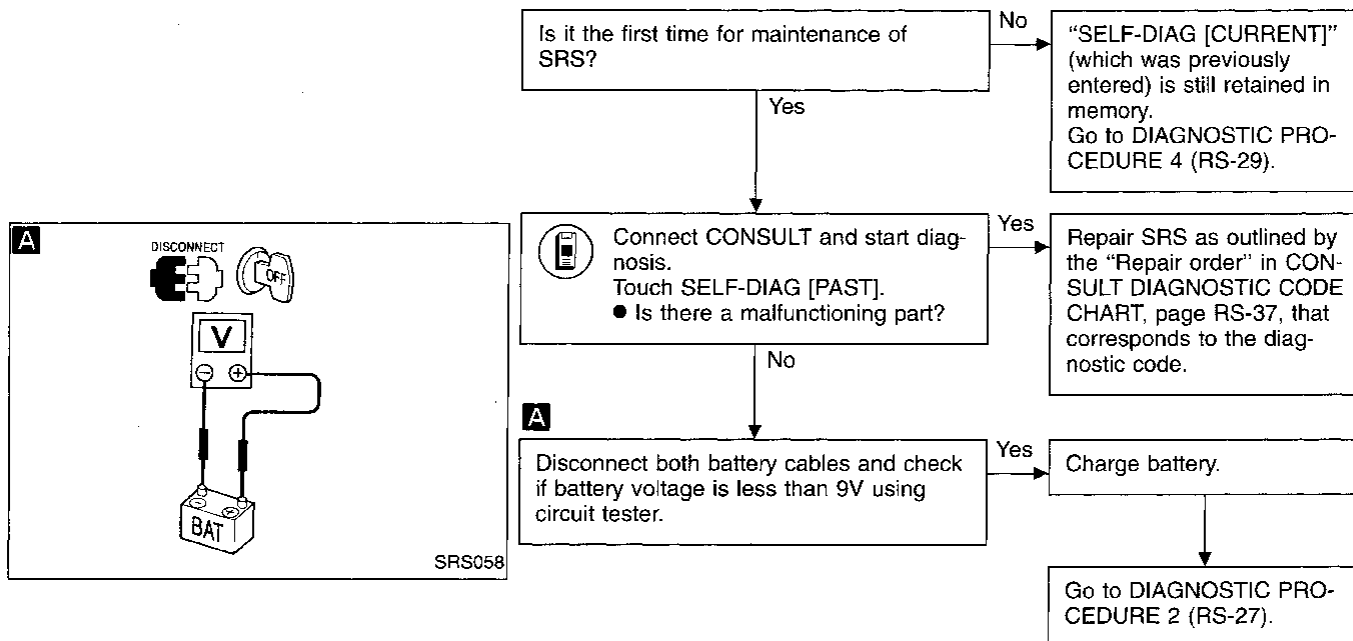 Is it the first time for maintenance of
SRS?
No
"SELF-DIAG [CURRENT]"
(which was previously
entered) is still retained in
memory.
Go to DIAGNOSTIC PRO-
CEDURE 4 (RS-29).
Yes
A
DISCONNECT
OFF
V
BAT
SRS058
Connect CONSULT and start diag-
nosis.
Touch SELF-DIAG [PAST].
● Is there a malfunctioning part?
Yes
Repair SRS as outlined by
the "Repair order" in CON-
SULT DIAGNOSTIC CODE
CHART, page RS-37, that
corresponds to the diag-
nostic code.
No
A
Disconnect both battery cables and check
if battery voltage is less than 9V using
circuit tester.
Yes
Charge battery.
Go to DIAGNOSTIC PRO-
CEDURE 2 (RS-27).